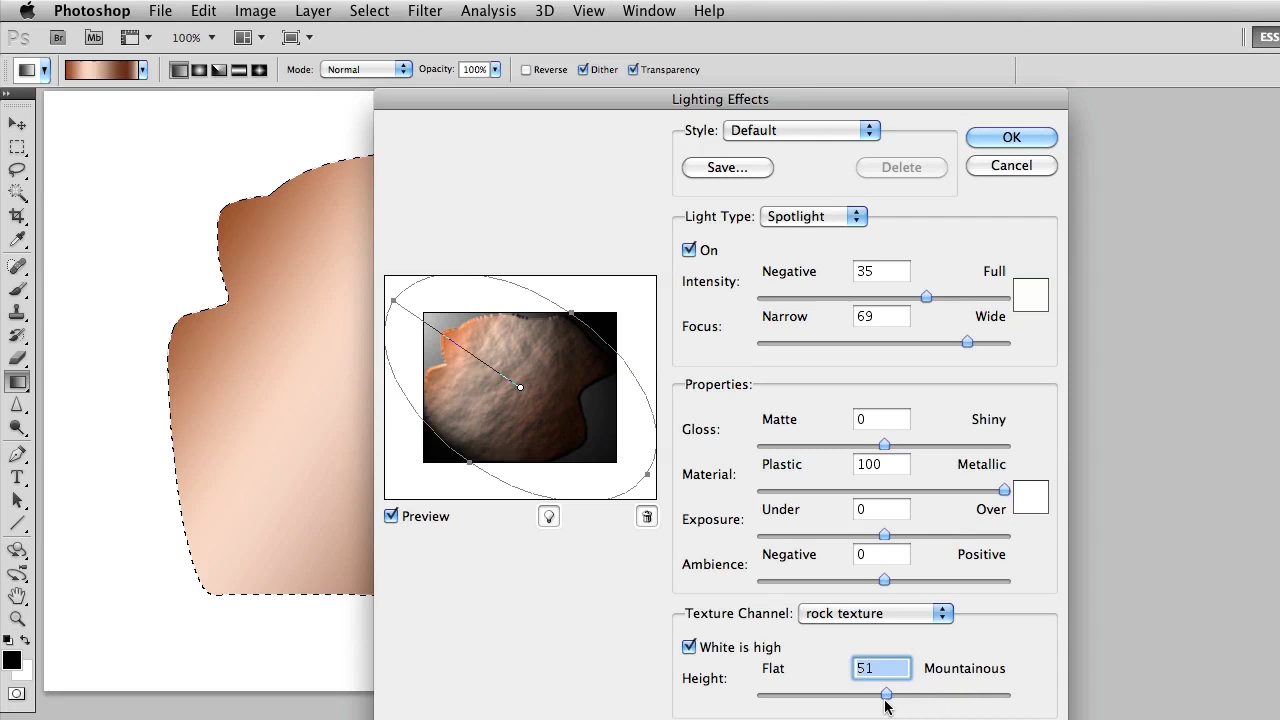 Photoshop File Edit Image Layer Select Filter Analysis 3D View Window Help
Ps Br Mb 100% ESS
Mode: Normal Opacity: 100% Reverse Dither Transparency
Lighting Effects
Style: Default OK
Save... Delete Cancel
Light Type: Spotlight
On
Intensity: Negative 35 Full
Focus: Narrow 69 Wide
Properties:
Gloss: Matte 0 Shiny
Material: Plastic 100 Metallic
Exposure: Under 0 Over
Ambience: Negative 0 Positive
Preview
Texture Channel: rock texture
White is high
Height: Flat 51 Mountainous